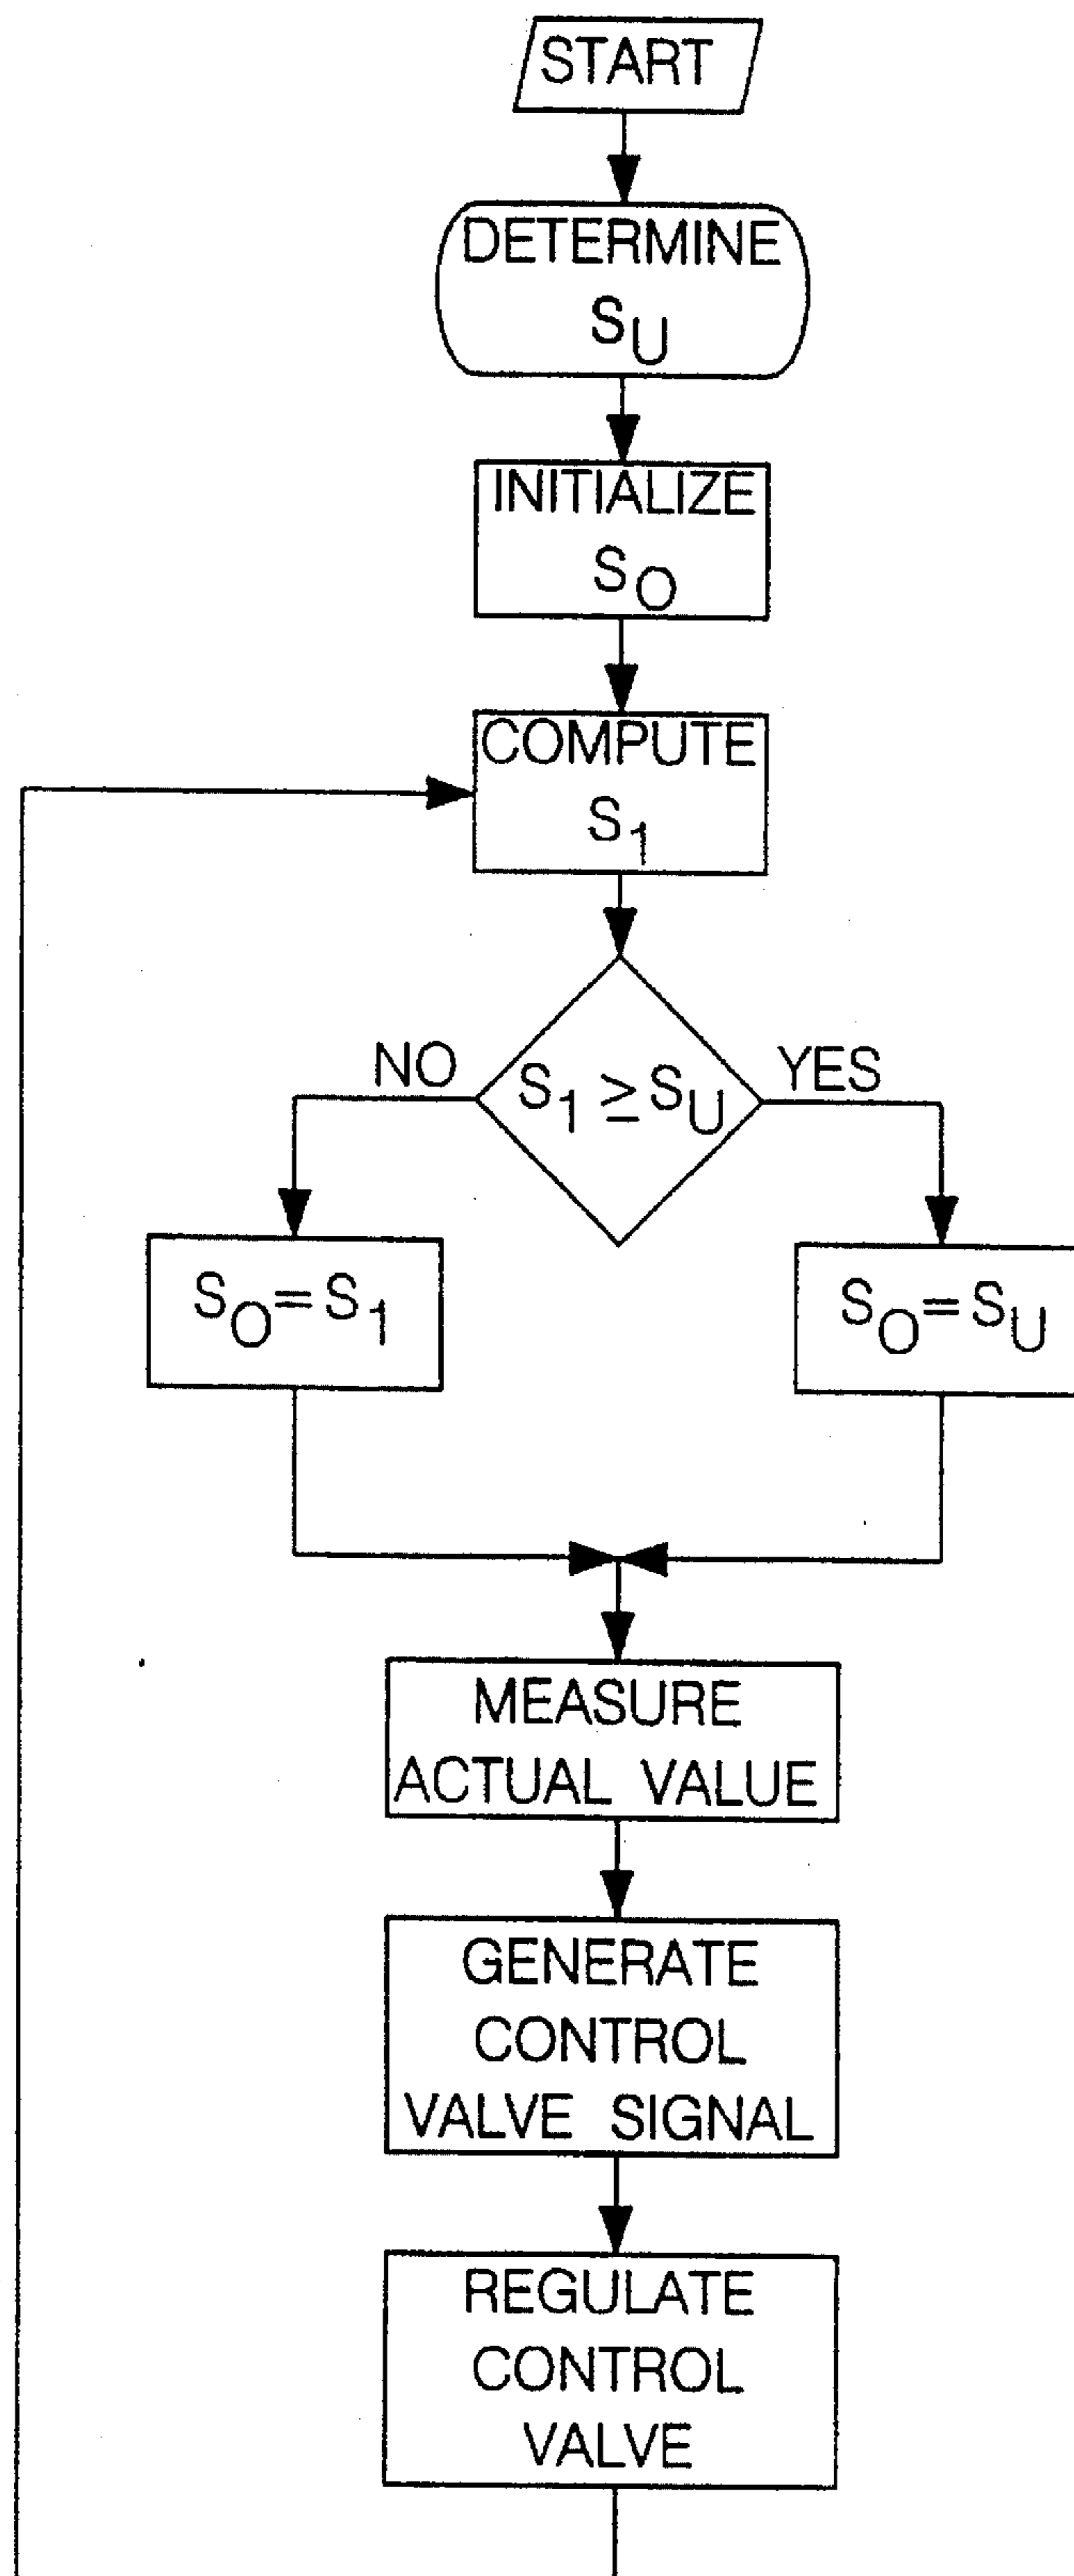 START
DETERMINE
S_U
INITIALIZE
S_O
COMPUTE
S_1
NO
S_1 ≥ S_U
YES
S_O = S_1
S_O = S_U
MEASURE
ACTUAL VALUE
GENERATE
CONTROL
VALVE SIGNAL
REGULATE
CONTROL
VALVE